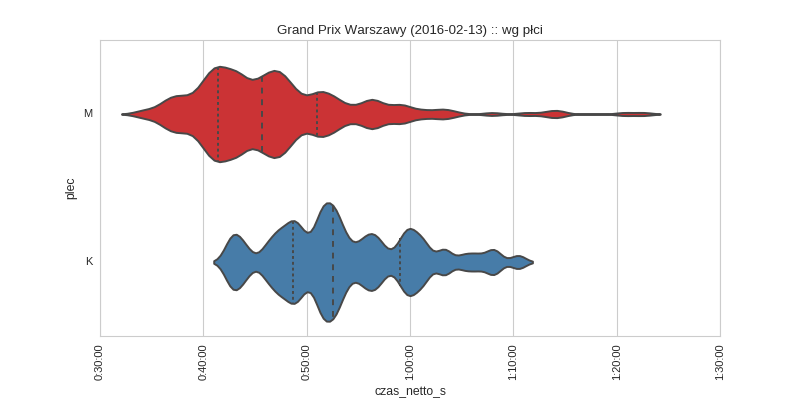 Grand Prix Warszawy (2016-02-13) :: wg płci
M
płec
K
0:30:00
0:40:00
0:50:00
1:00:00
1:10:00
1:20:00
1:30:00
czas_netto_s